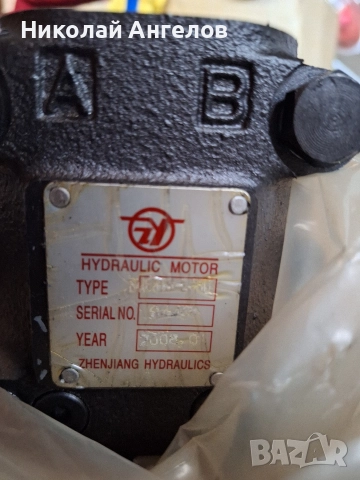 Николай Ангелов
A B
HYDRAULIC MOTOR
TYPE
SERIAL NO.
YEAR
ZHENJIANG HYDRAULICS
BAZAR